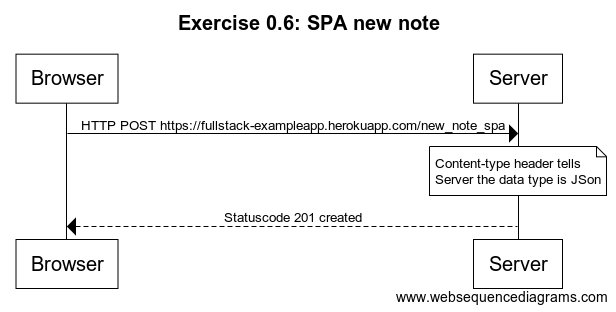 Exercise 0.6: SPA new note
Browser
Server
HTTP POST https://fullstack-exampleapp.herokuapp.com/new_note_spa
Content-type header tells
Server the data type is JSon
Statuscode 201 created
Browser
Server
www.websequencediagrams.com